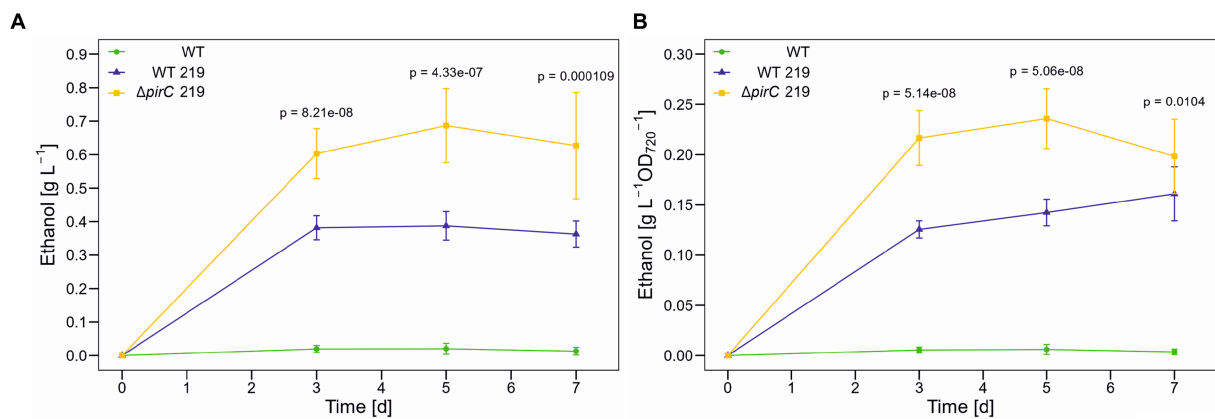 A
WT
WT 219
ΔpirC 219
p = 8.21e-08
p = 4.33e-07
p = 0.000109
0.9
0.8
0.7
0.6
0.5
0.4
0.3
0.2
0.1
0.0
Ethanol [g L⁻¹]
0 1 2 3 4 5 6 7
Time [d]
B
WT
WT 219
ΔpirC 219
p = 5.14e-08
p = 5.06e-08
p = 0.0104
0.30
0.25
0.20
0.15
0.10
0.05
0.00
Ethanol [g L⁻¹OD₇₂₀⁻¹]
0 1 2 3 4 5 6 7
Time [d]